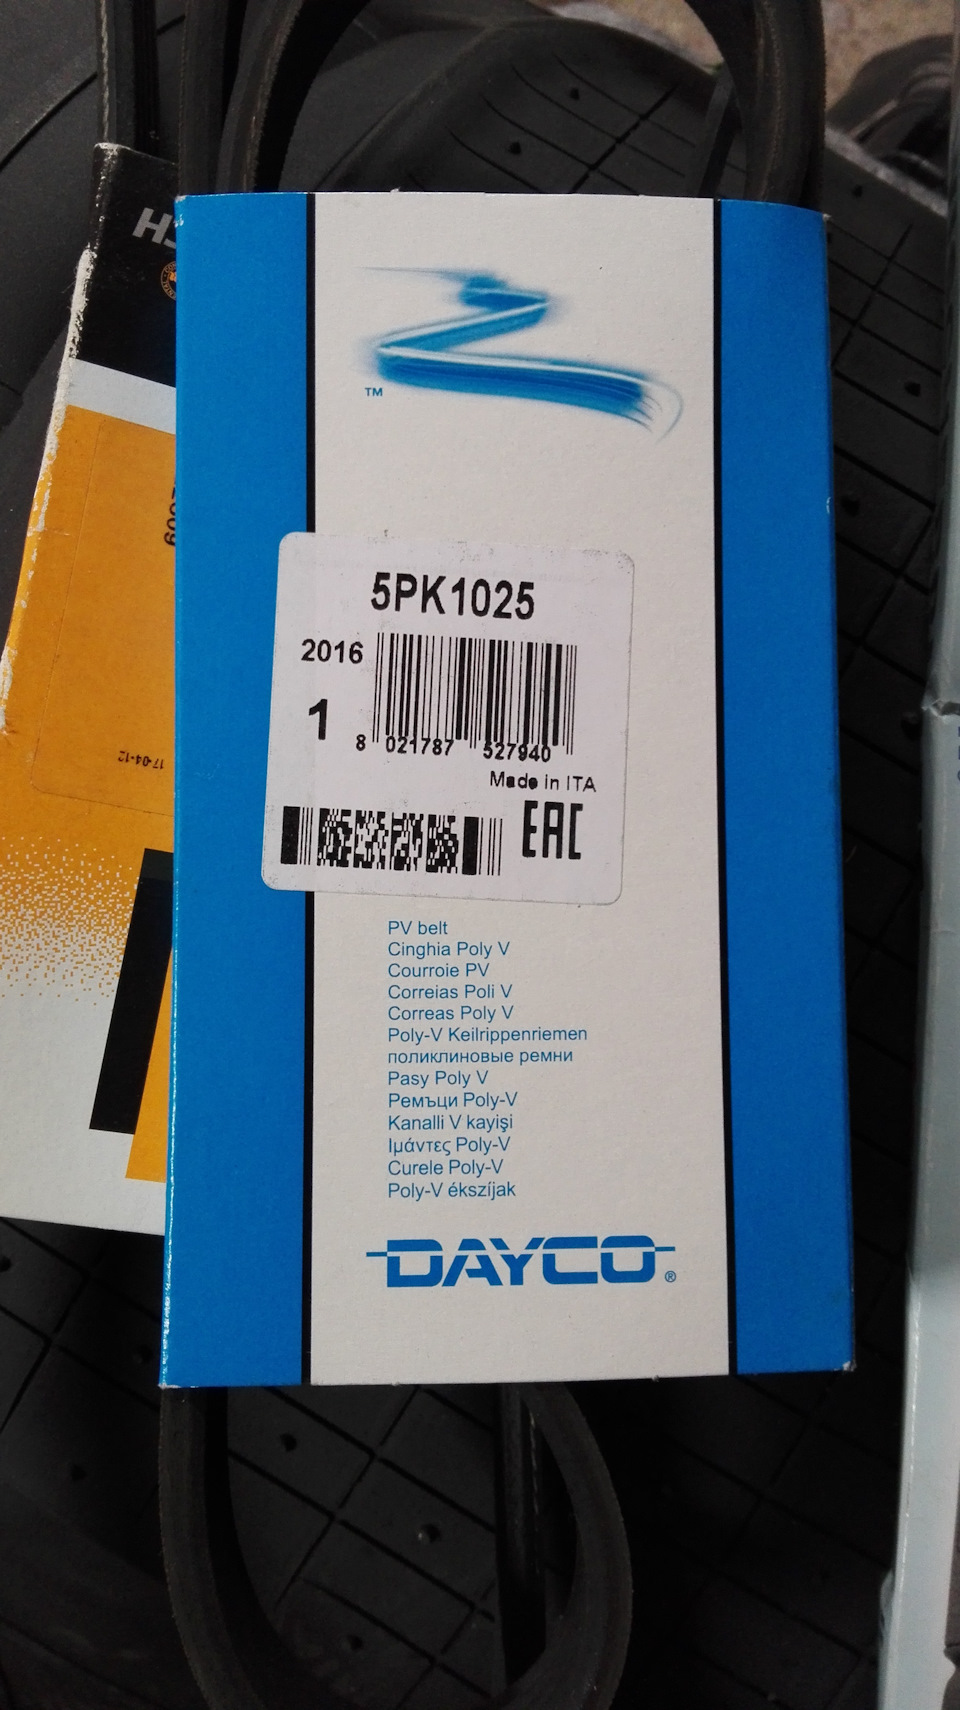 TM
5PK1025
2016
1
8 021787 527940
Made in ITA
EAC
PV belt
Cinghia Poly V
Courroie PV
Correias Poli V
Correas Poly V
Poly-V Keilrippenriemen
поликлиновые ремни
Pasy Poly V
Ремъци Poly-V
Kanalli V kayişi
Ιμάντες Poly-V
Curele Poly-V
Poly-V ékszíjak
DAYCO®
17-04-12